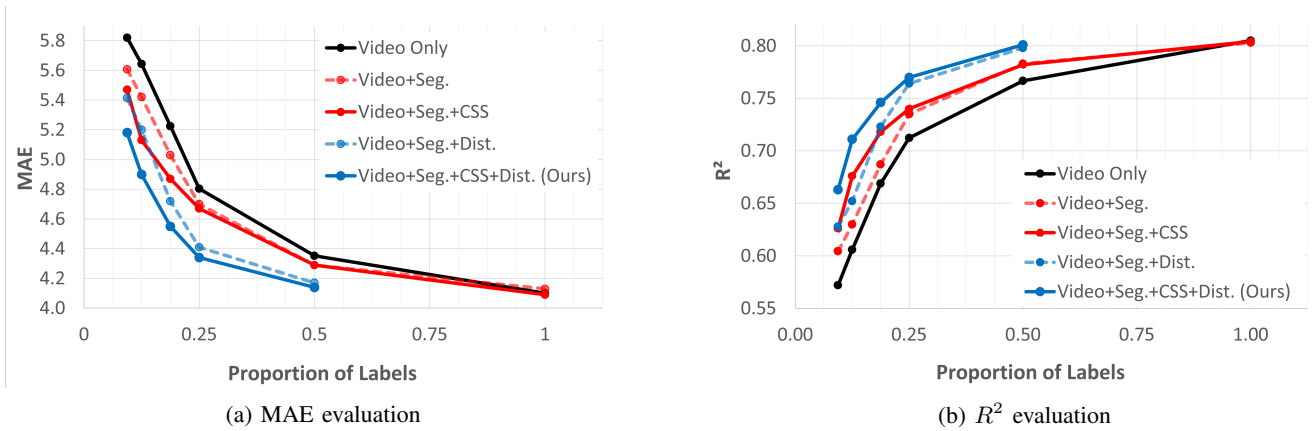 5.8
5.6
5.4
5.2
5.0
4.8
4.6
4.4
4.2
4.0
MAE
0
0.25
0.5
0.75
1
Proportion of Labels
Video Only
Video+Seg.
Video+Seg.+CSS
Video+Seg.+Dist.
Video+Seg.+CSS+Dist. (Ours)
(a) MAE evaluation
0.80
0.75
0.70
0.65
0.60
0.55
R²
0.00
0.25
0.50
0.75
1.00
Proportion of Labels
Video Only
Video+Seg.
Video+Seg.+CSS
Video+Seg.+Dist.
Video+Seg.+CSS+Dist. (Ours)
(b) R² evaluation